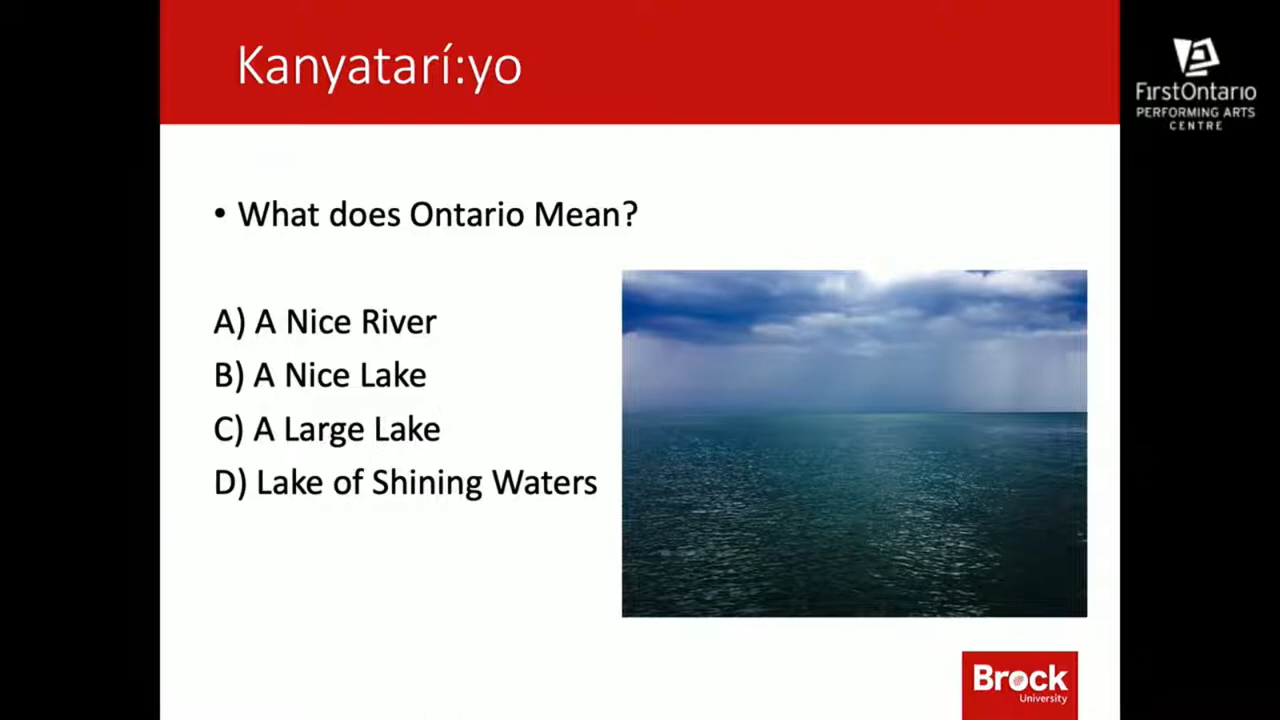 Kanyatarí:yo
FIRSTONTARIO
PERFORMING ARTS
CENTRE
• What does Ontario Mean?
A) A Nice River
B) A Nice Lake
C) A Large Lake
D) Lake of Shining Waters
Brock
University